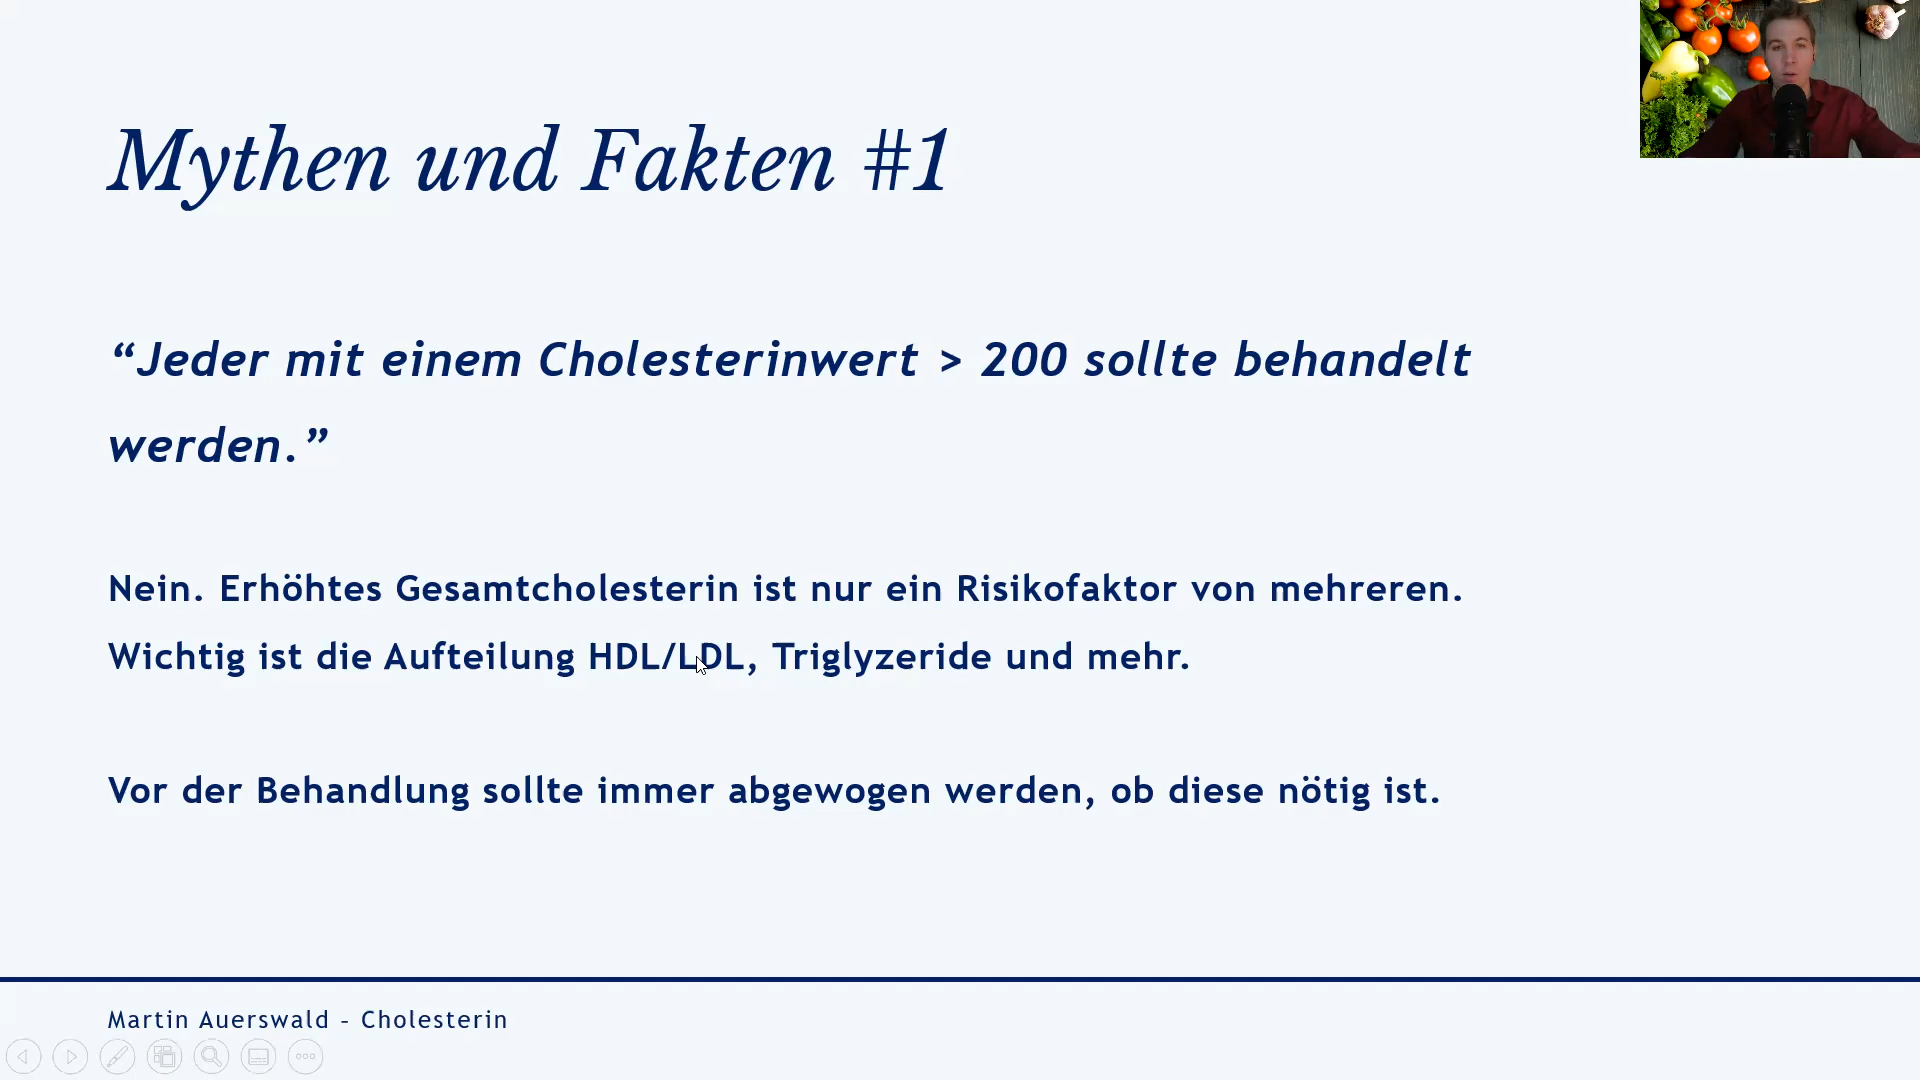 Mythen und Fakten #1
“Jeder mit einem Cholesterinwert > 200 sollte behandelt
werden.”
Nein. Erhöhtes Gesamtcholesterin ist nur ein Risikofaktor von mehreren.
Wichtig ist die Aufteilung HDL/LDL, Triglyzeride und mehr.
Vor der Behandlung sollte immer abgewogen werden, ob diese nötig ist.
Martin Auerswald – Cholesterin